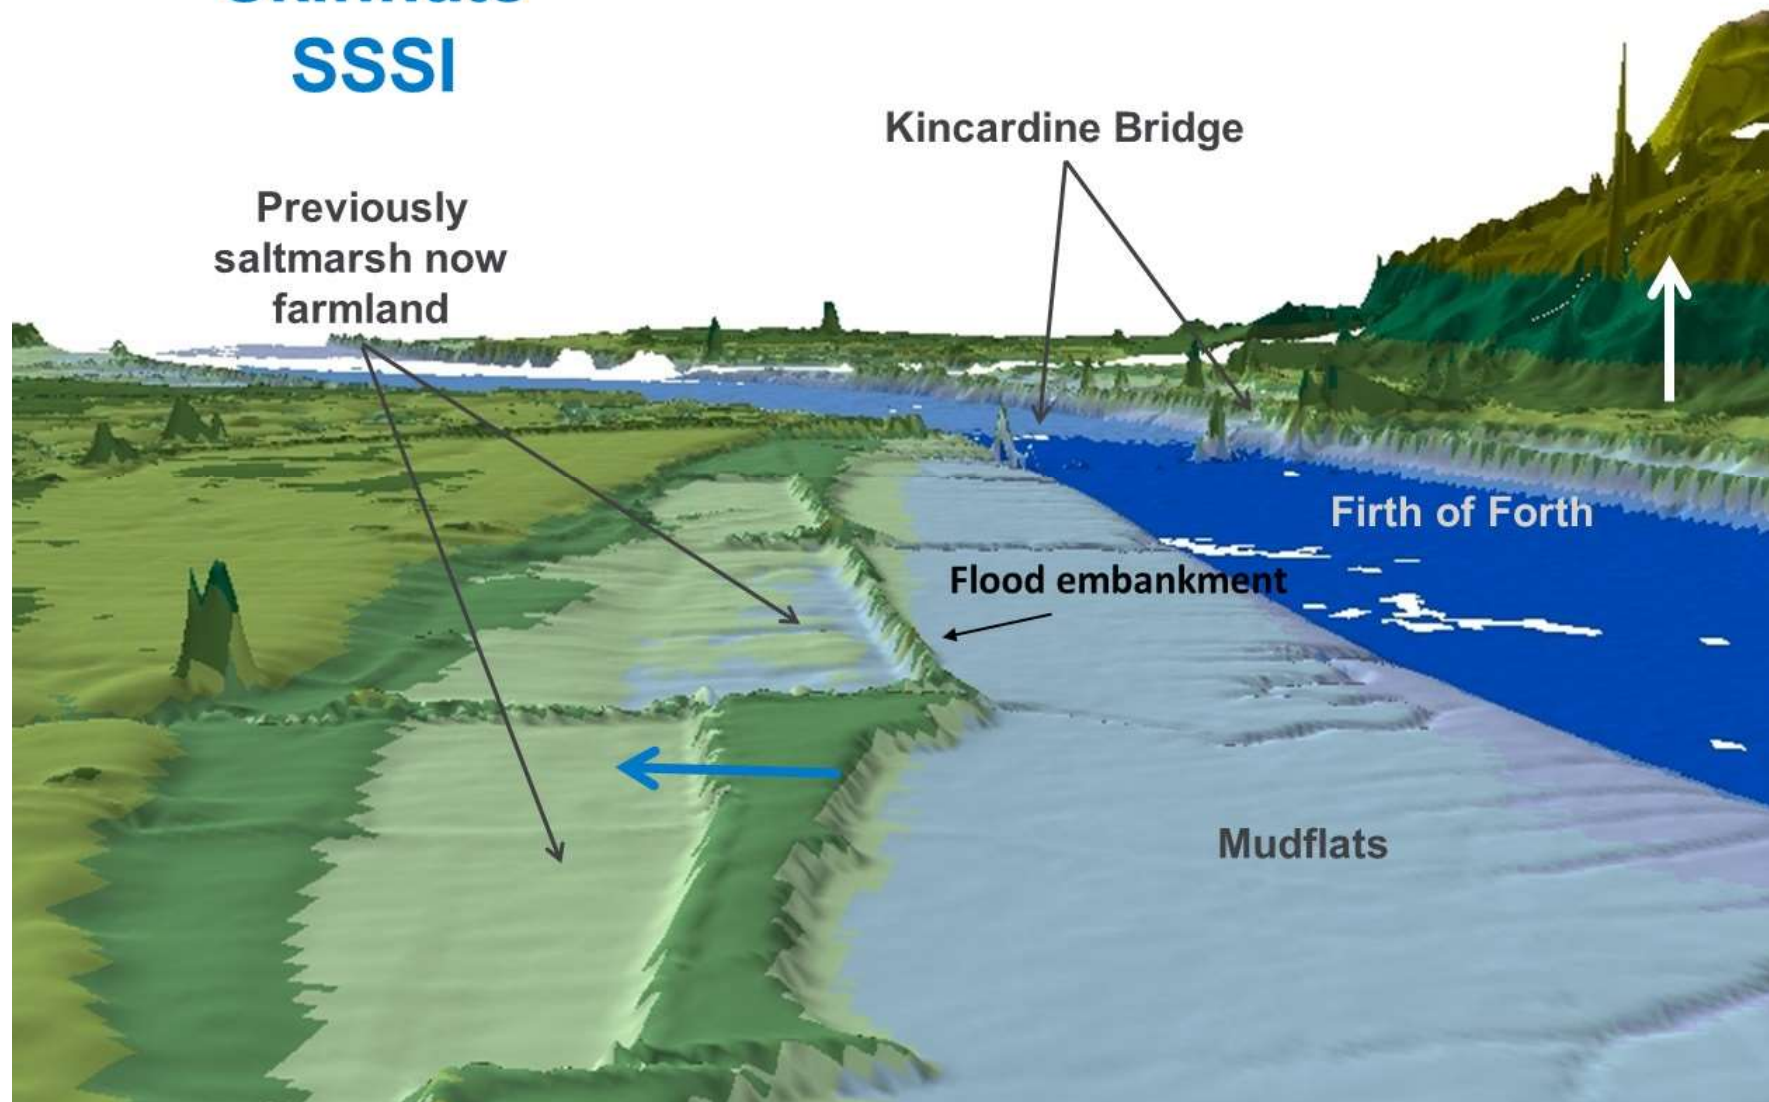 SSSI
Kincardine Bridge
Previously
saltmarsh now
farmland
Firth of Forth
Flood embankment
Mudflats